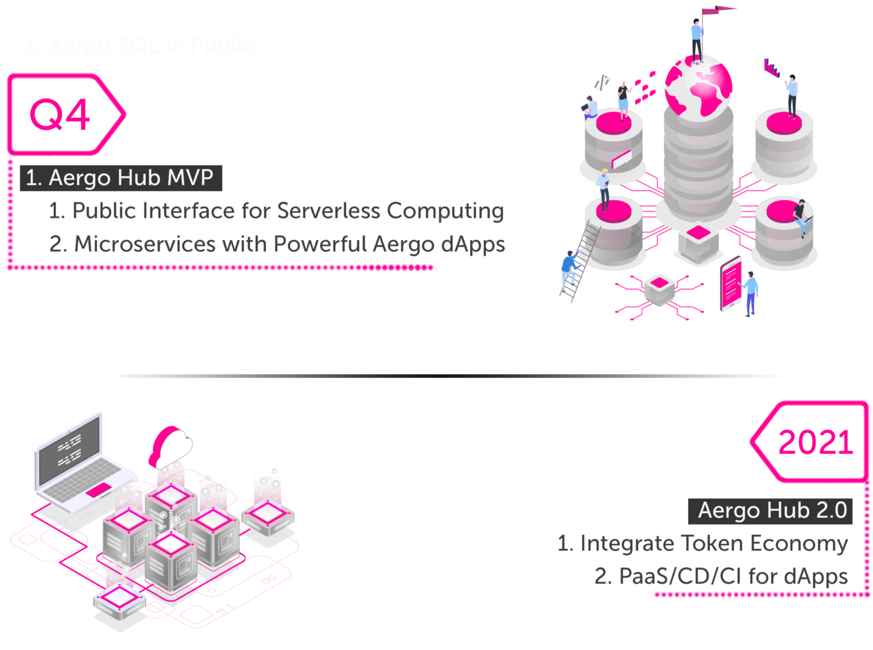 1. Aergo SQL in Public
Q4
1. Aergo Hub MVP
1. Public Interface for Serverless Computing
2. Microservices with Powerful Aergo dApps
2021
Aergo Hub 2.0
1. Integrate Token Economy
2. PaaS/CD/CI for dApps